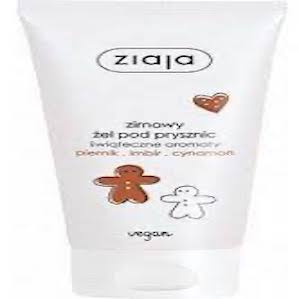 ziaja
zimowy
żel pod prysznic
świąteczne aromaty
piernik . imbir . cynamon
vegan